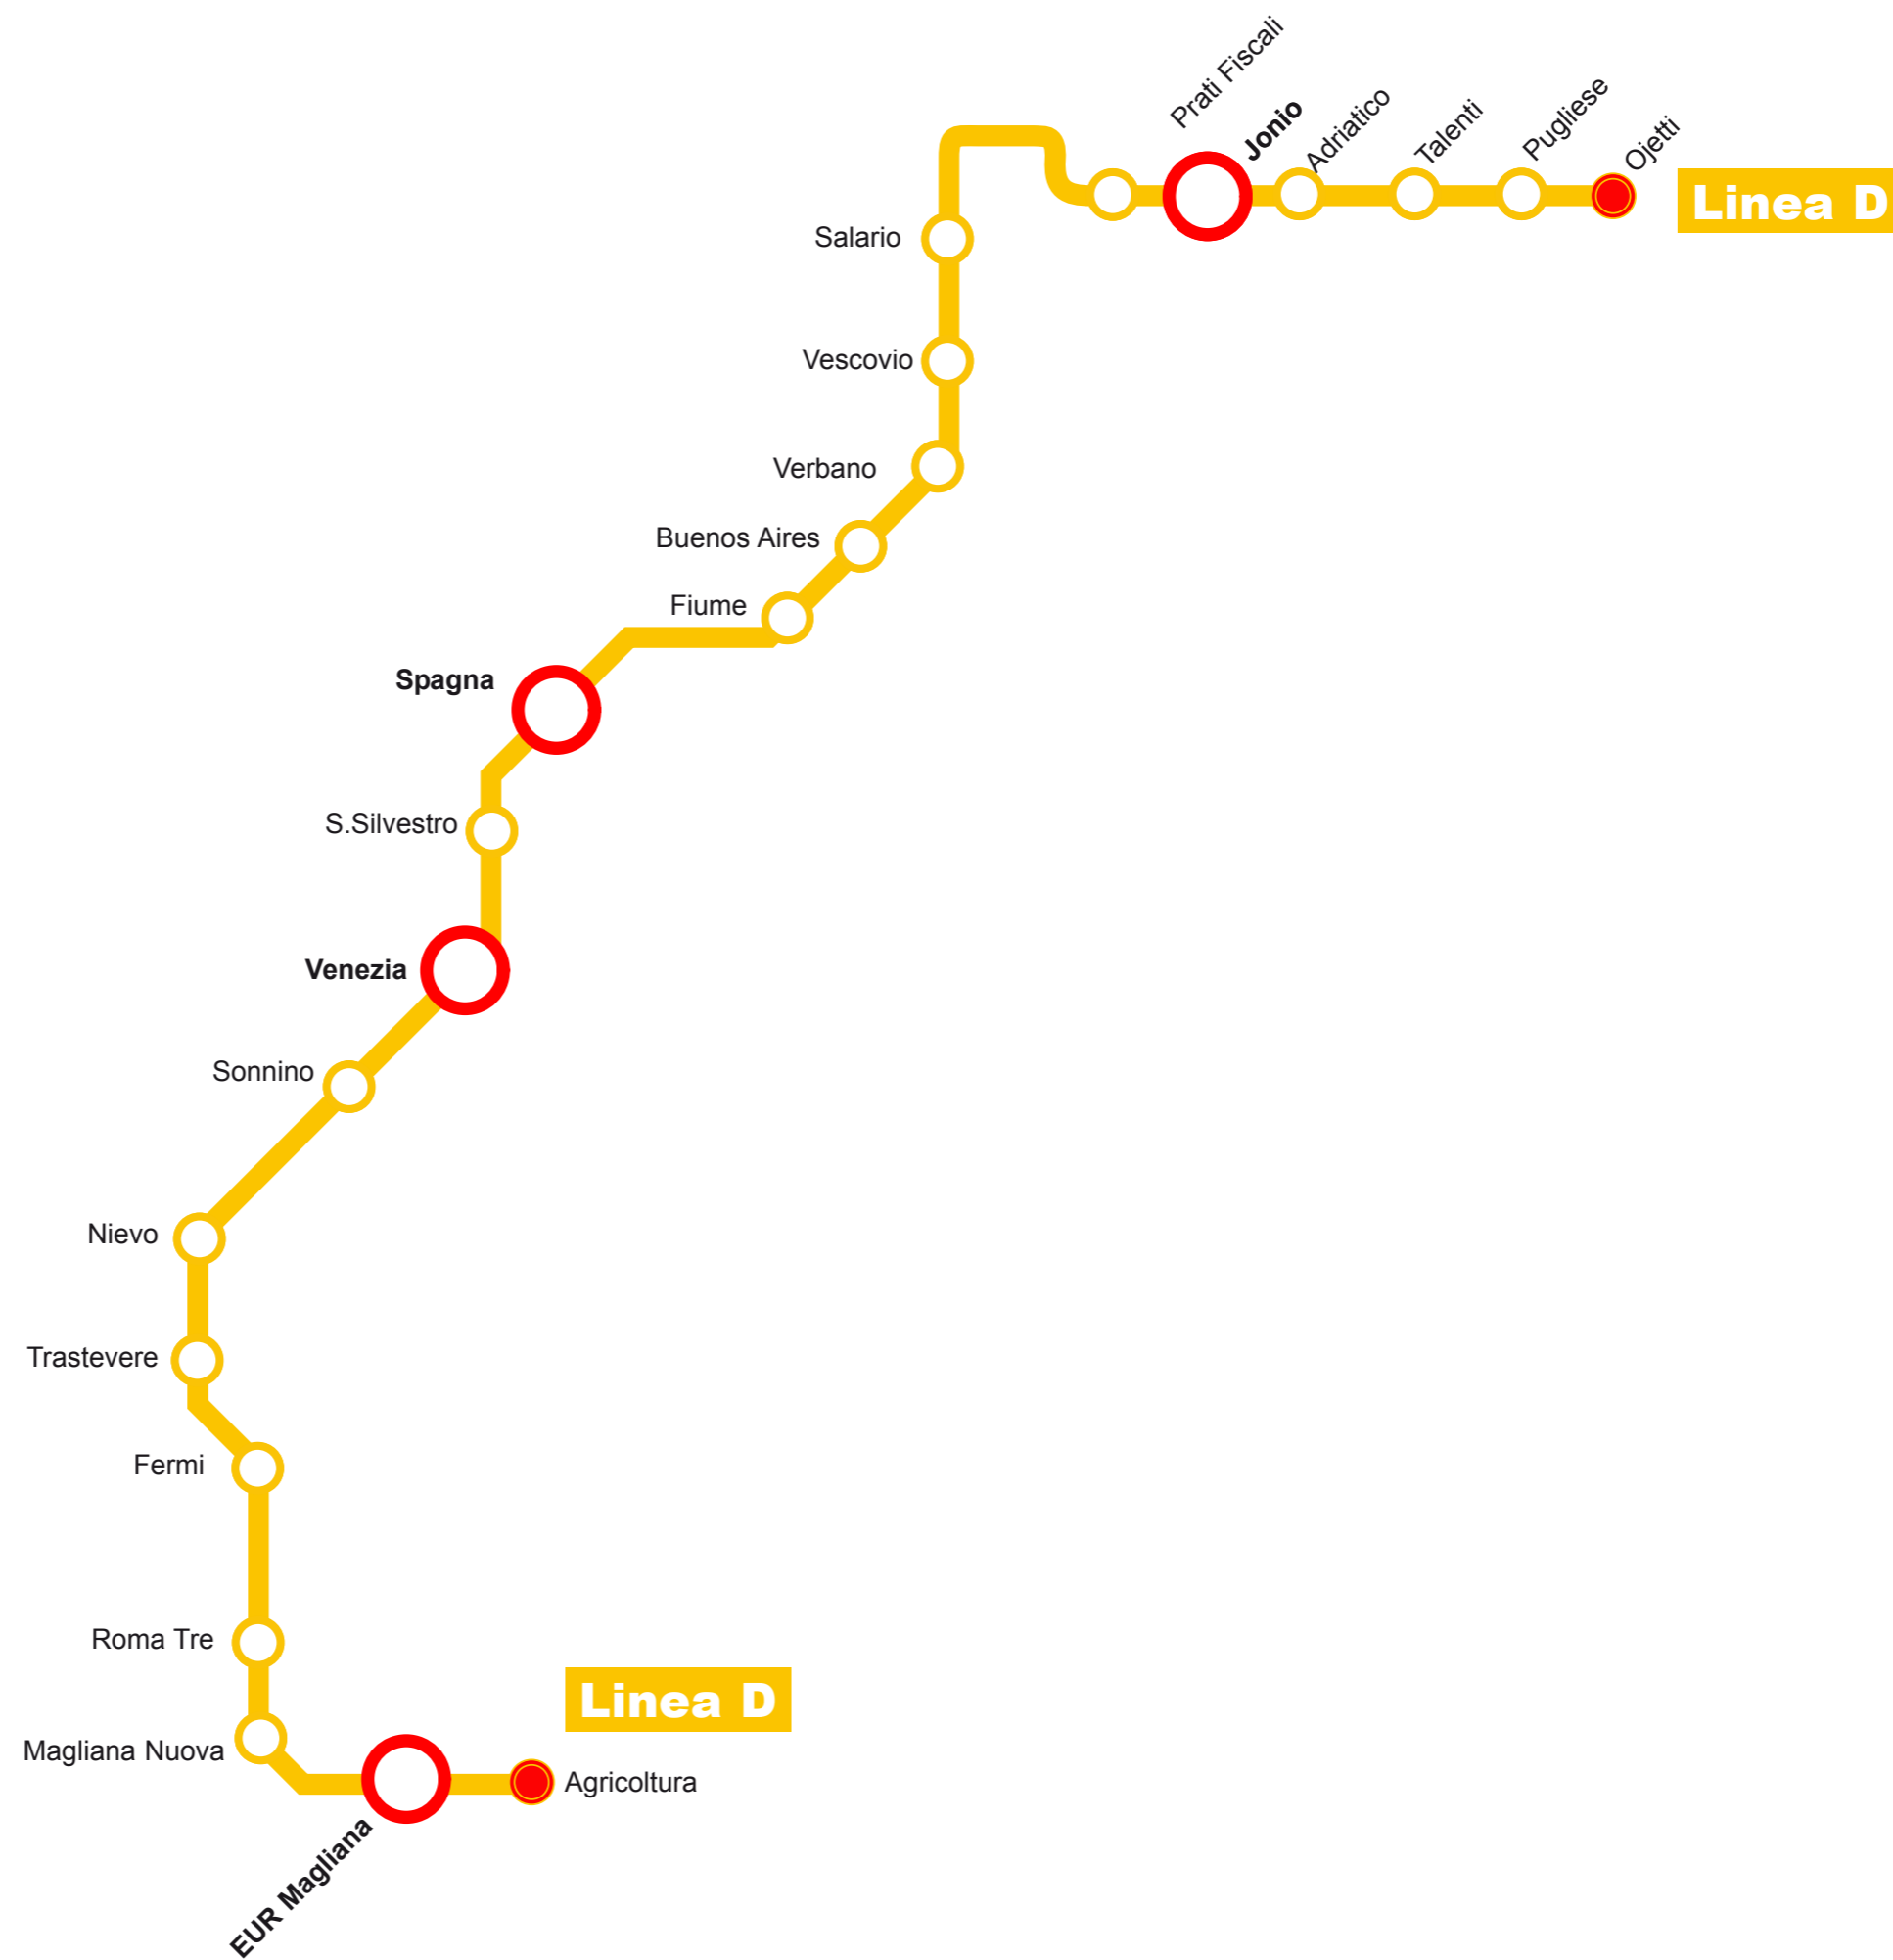 Prati Fiscali
Jonio
Adriatico
Talenti
Pugliese
Ojetti
Linea D
Salario
Vescovio
Verbano
Buenos Aires
Fiume
Spagna
S.Silvestro
Venezia
Sonnino
Nievo
Trastevere
Fermi
Roma Tre
Linea D
Magliana Nuova
Agricoltura
EUR Magliana